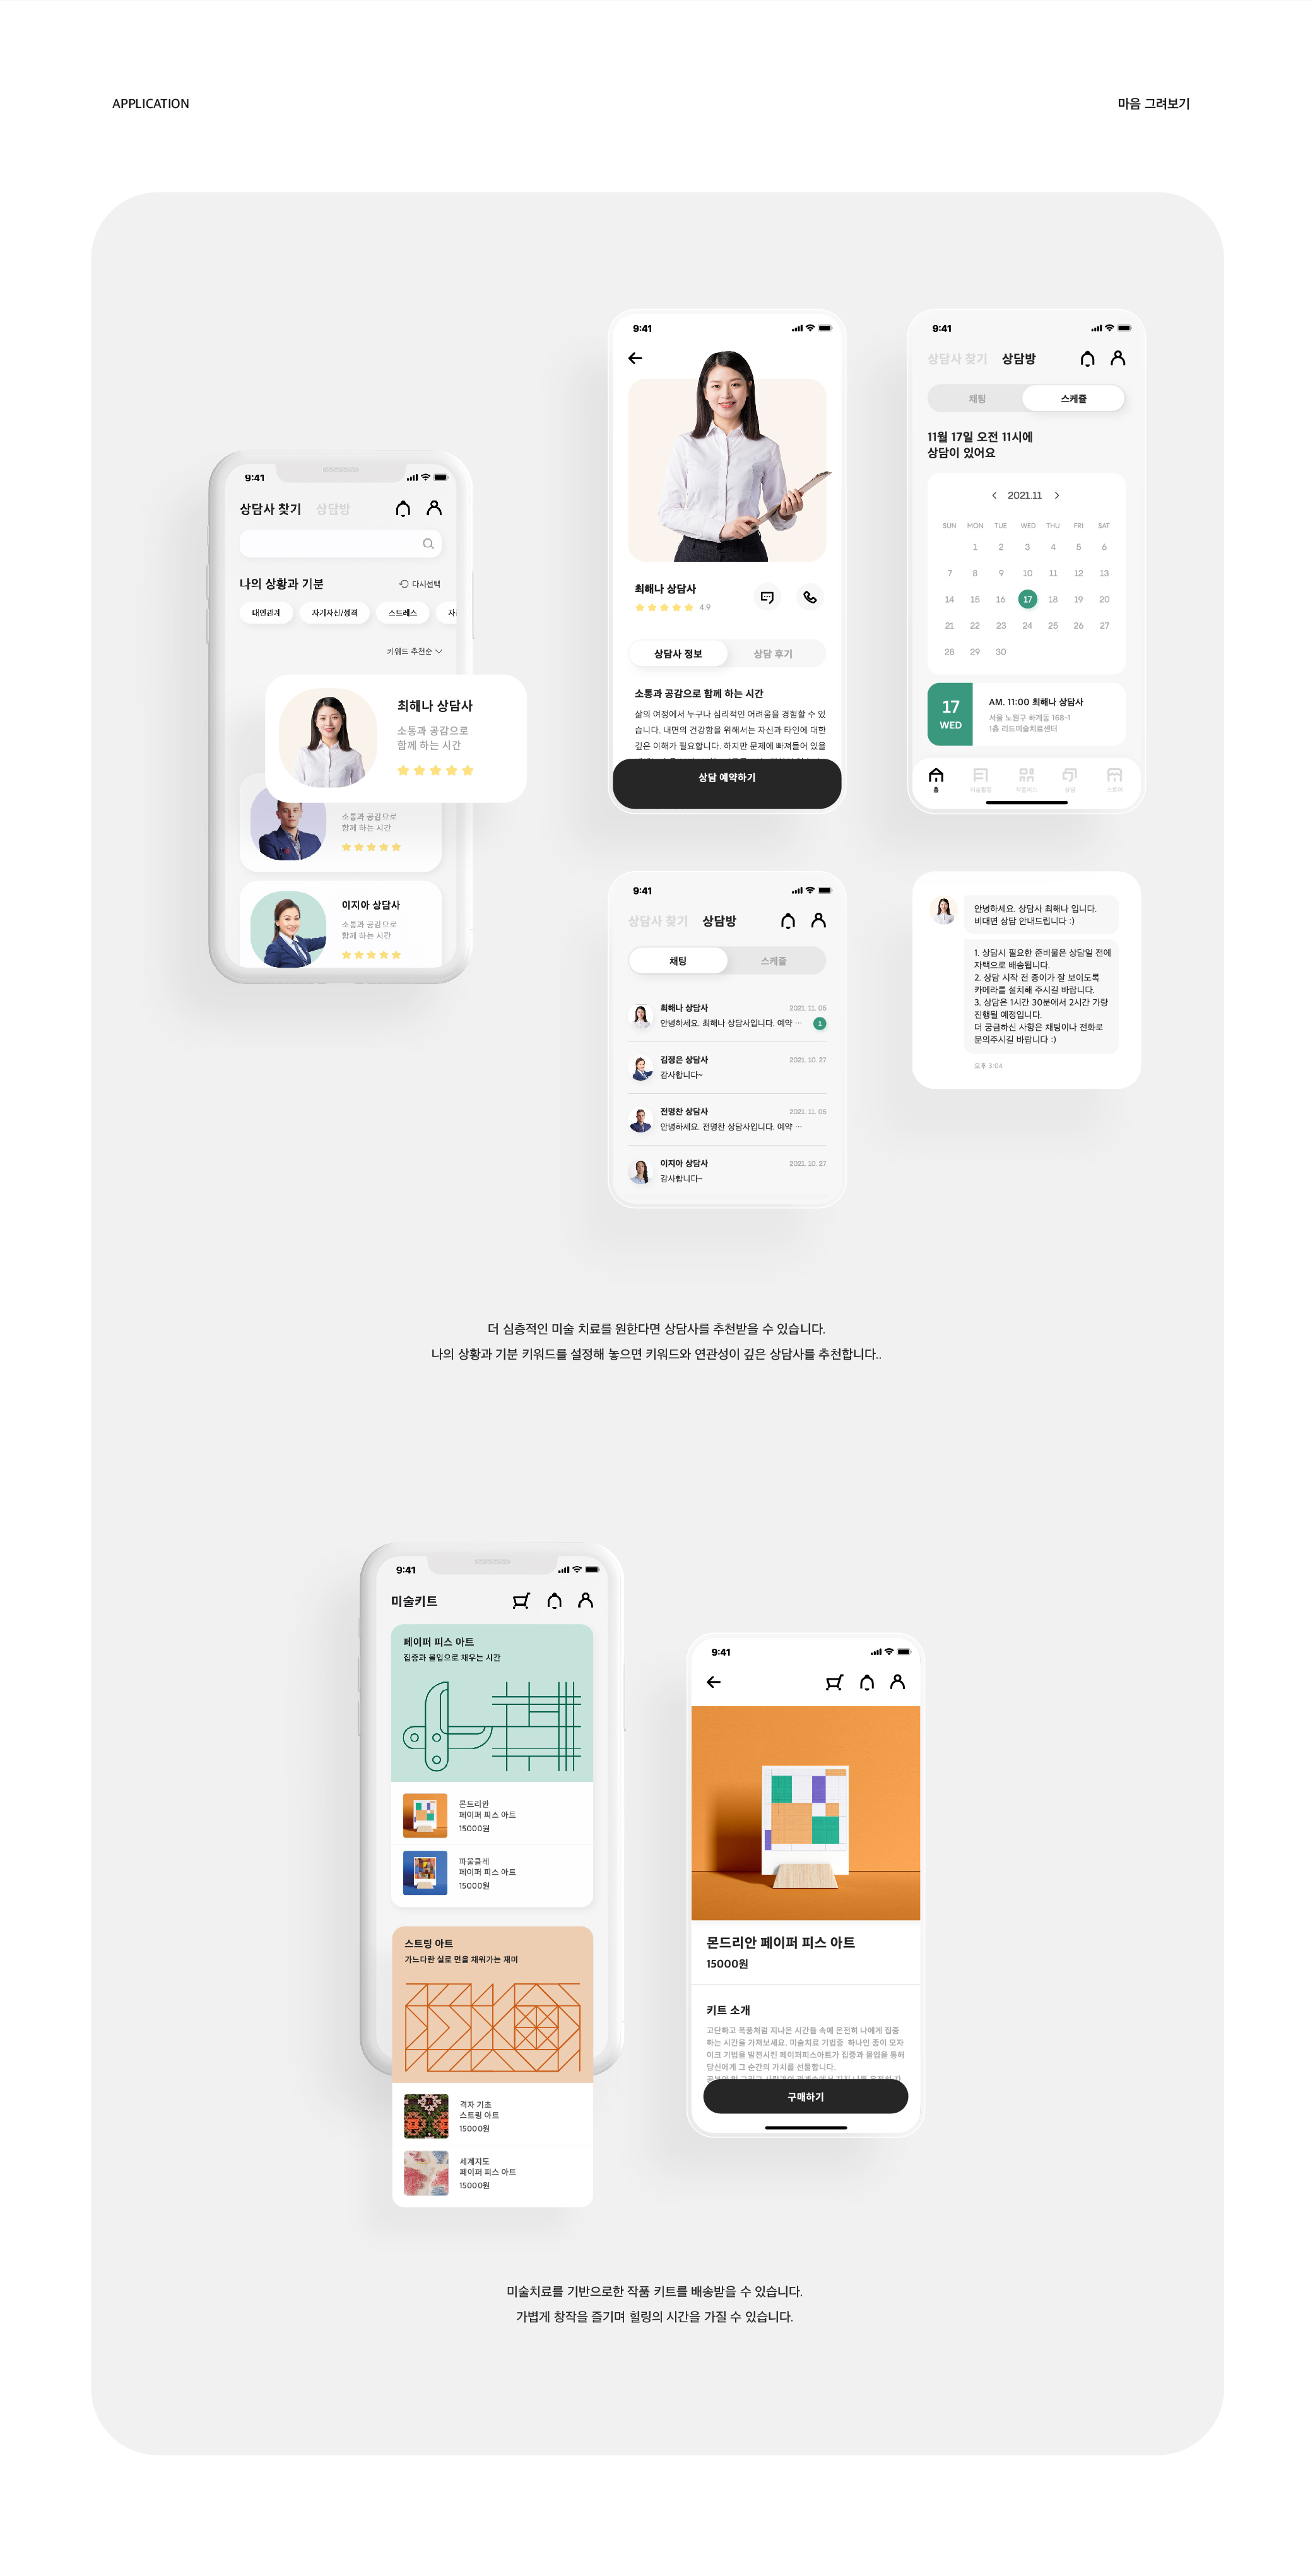 APPLICATION
마음 그려보기
9:41
상담사 찾기 상담방
나의 상황과 기분
다시선택
대연관계 자기자신/성격 스트레스
키워드 추천순
최해나 상담사
소통과 공감으로
함께 하는 시간
소통과 공감으로
함께 하는 시간
이지아 상담사
소통과 공감으로
함께 하는 시간
9:41
최해나 상담사
4.9
상담사 정보 상담 후기
소통과 공감으로 함께 하는 시간
삶의 여정에서 누구나 심리적인 어려움을 경험할 수 있
습니다. 내면의 건강함을 위해서는 자신과 타인에 대한
깊은 이해가 필요합니다. 하지만 문제에 빠져들어 있을
상담 예약하기
9:41
상담사 찾기 상담방
채팅 스케쥴
11월 17일 오전 11시에
상담이 있어요
2021.11
SUN MON TUE WED THU FRI SAT
1 2 3 4 5 6
7 8 9 10 11 12 13
14 15 16 17 18 19 20
21 22 23 24 25 26 27
28 29 30
17
WED
AM. 11:00 최해나 상담사
서울 노원구 하계동 168-1
1층 리드미술치료센터
홈 미술활동 상담 스토어
9:41
상담사 찾기 상담방
채팅 스케쥴
최해나 상담사 2021. 11. 05
안녕하세요. 최해나 상담사입니다. 예약 ··· 1
김정은 상담사 2021. 10. 27
감사합니다~
전명찬 상담사 2021. 11. 05
안녕하세요. 전명찬 상담사입니다. 예약 ···
이지아 상담사 2021. 10. 27
감사합니다~
안녕하세요. 상담사 최해나 입니다.
비대면 상담 안내드립니다 :)
1. 상담시 필요한 준비물은 상담일 전에
자택으로 배송됩니다.
2. 상담 시작 전 종이가 잘 보이도록
카메라를 설치해 주시길 바랍니다.
3. 상담은 1시간 30분에서 2시간 가량
진행될 예정입니다.
더 궁금하신 사항은 채팅이나 전화로
문의주시길 바랍니다 :)
오후 3:04
더 심층적인 미술 치료를 원한다면 상담사를 추천받을 수 있습니다.
나의 상황과 기분 키워드를 설정해 놓으면 키워드와 연관성이 깊은 상담사를 추천합니다..
9:41
미술키트
페이퍼 피스 아트
집중과 몰입으로 채우는 시간
몬드리안
페이퍼 피스 아트
15000원
파울클레
페이퍼 피스 아트
15000원
스트링 아트
가느다란 실로 면을 채워가는 재미
격자 기초
스트링 아트
15000원
세계지도
페이퍼 피스 아트
15000원
9:41
몬드리안 페이퍼 피스 아트
15000원
키트 소개
고단하고 폭풍처럼 지나은 시간들 속에 온전히 나에게 집중
하는 시간을 가져보세요. 미술치료 기법중 하나인 종이 모자
이크 기법을 발전시킨 페이퍼피스아트가 집중과 몰입을 통해
당신에게 그 순간의 가치를 선물합니다.
구매하기
미술치료를 기반으로한 작품 키트를 배송받을 수 있습니다.
가볍게 창작을 즐기며 힐링의 시간을 가질 수 있습니다.